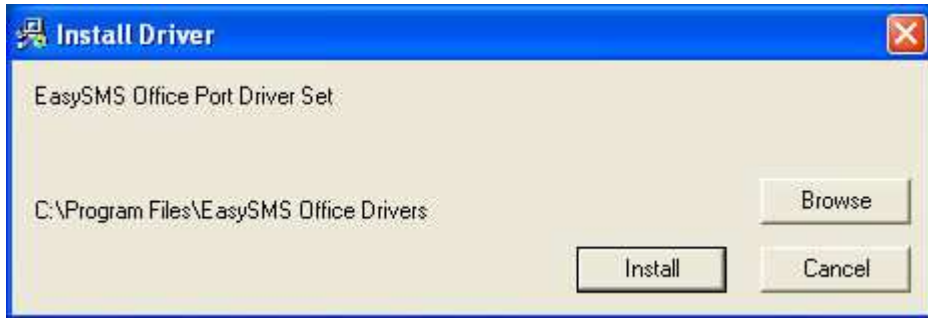 Install Driver
EasySMS Office Port Driver Set
C:\Program Files\EasySMS Office Drivers
Browse
Install
Cancel